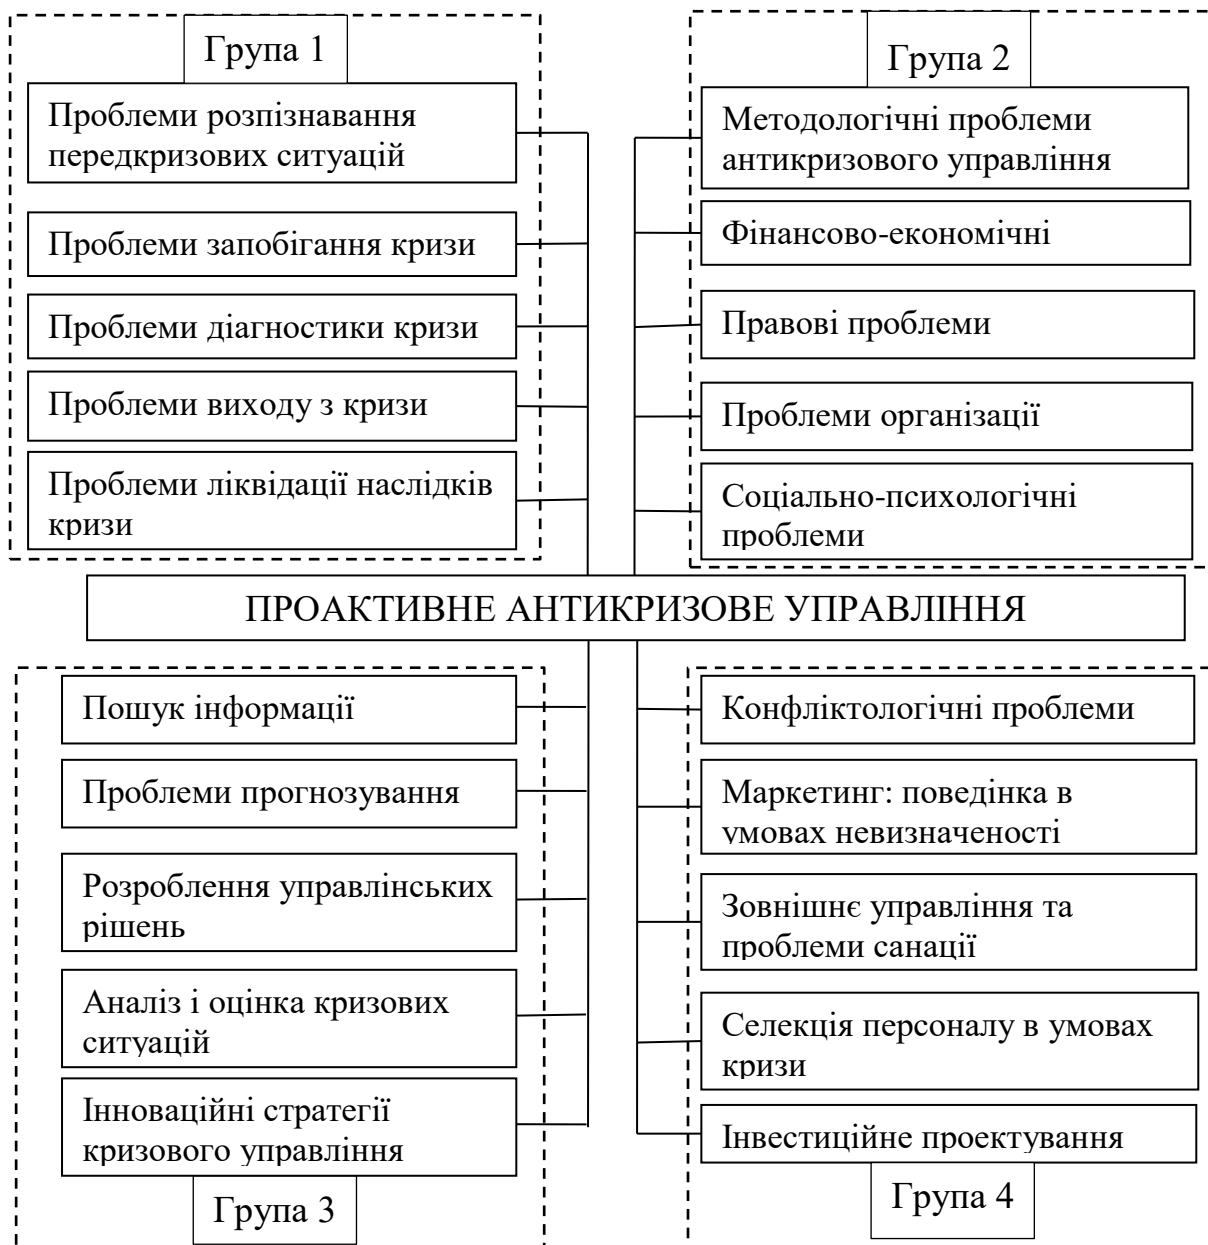 Група 1
Проблеми розпізнавання
передкризових ситуацій
Проблеми запобігання кризи
Проблеми діагностики кризи
Проблеми виходу з кризи
Проблеми ліквідації наслідків
кризи
Група 2
Методологічні проблеми
антикризового управління
Фінансово-економічні
Правові проблеми
Проблеми організації
Соціально-психологічні
проблеми
ПРОАКТИВНЕ АНТИКРИЗОВЕ УПРАВЛІННЯ
Пошук інформації
Проблеми прогнозування
Розроблення управлінських
рішень
Аналіз і оцінка кризових
ситуацій
Інноваційні стратегії
кризового управління
Група 3
Конфліктологічні проблеми
Маркетинг: поведінка в
умовах невизначеності
Зовнішнє управління та
проблеми санації
Селекція персоналу в умовах
кризи
Інвестиційне проектування
Група 4